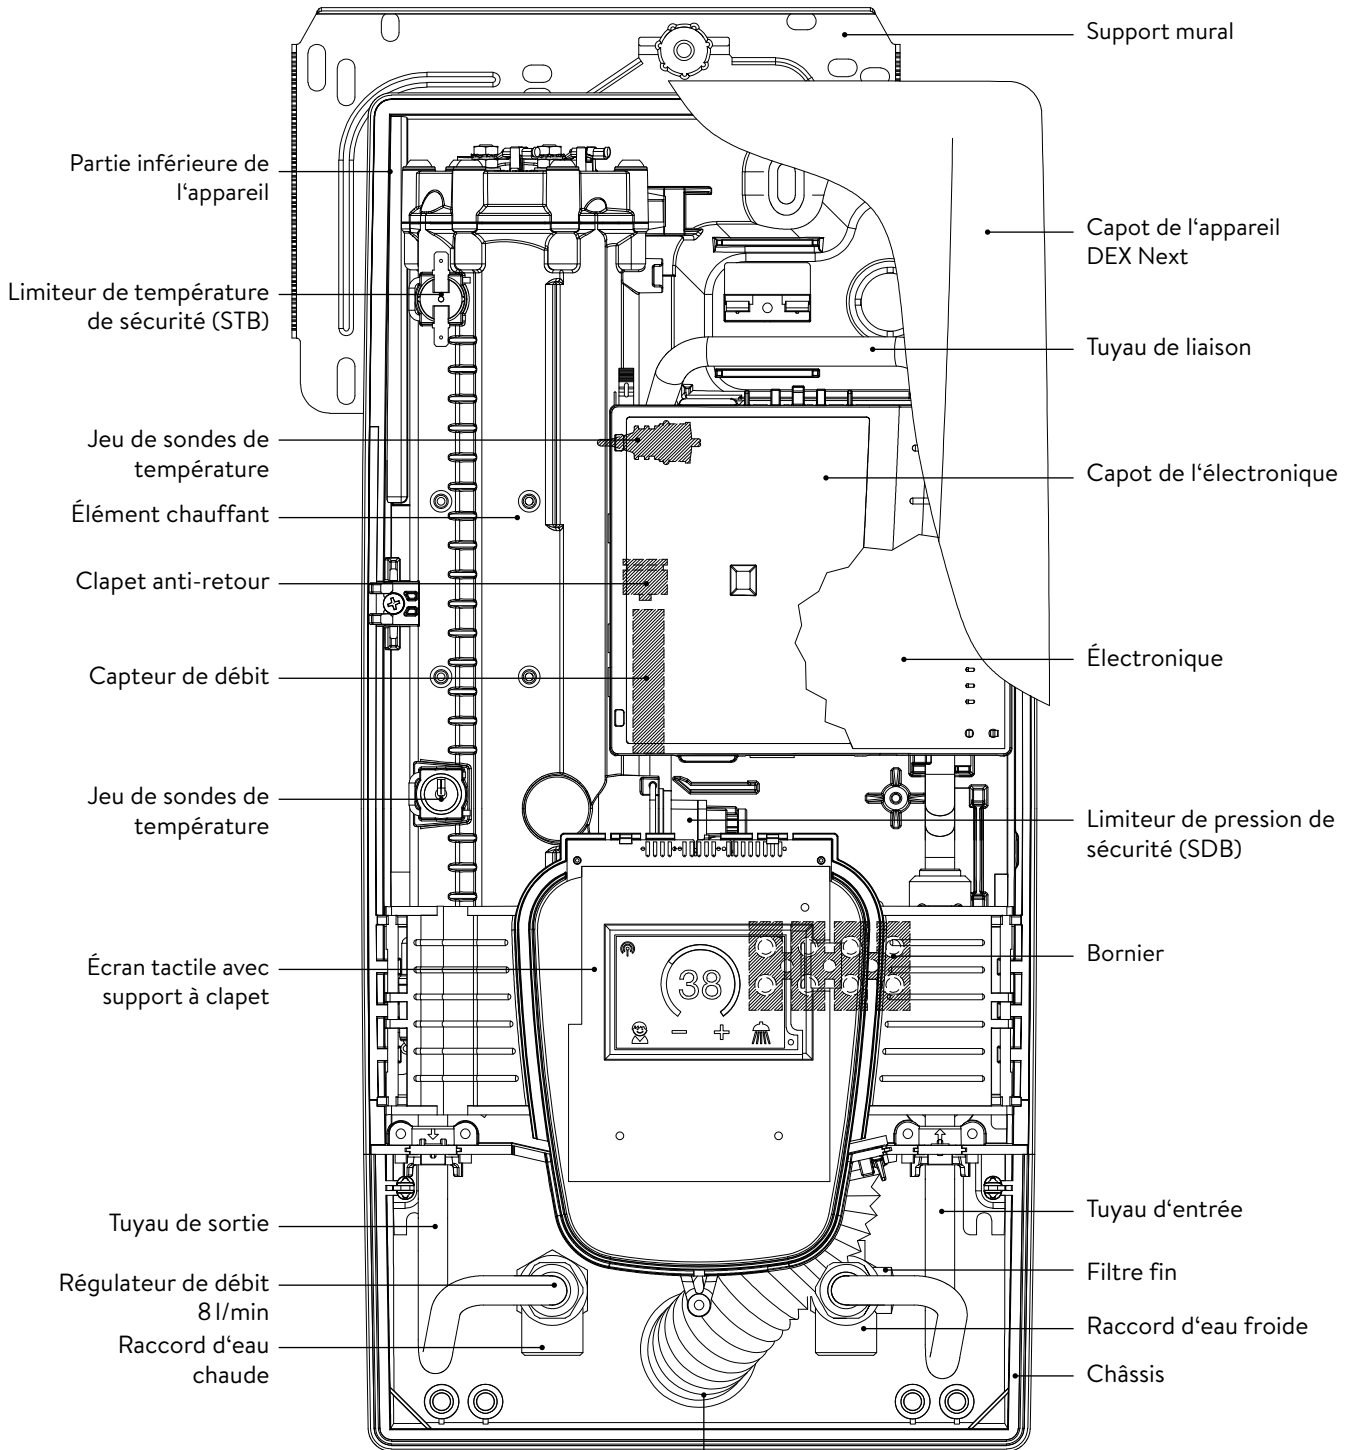 Support mural
Partie inférieure de
l‘appareil
Capot de l‘appareil
DEX Next
Limiteur de température
de sécurité (STB)
Tuyau de liaison
Jeu de sondes de
température
Capot de l‘électronique
Élément chauffant
Clapet anti-retour
Électronique
Capteur de débit
Jeu de sondes de
température
Limiteur de pression de
sécurité (SDB)
Écran tactile avec
support à clapet
38
Bornier
Tuyau de sortie
Tuyau d‘entrée
Régulateur de débit
8 l/min
Filtre fin
Raccord d‘eau
chaude
Raccord d‘eau froide
Châssis